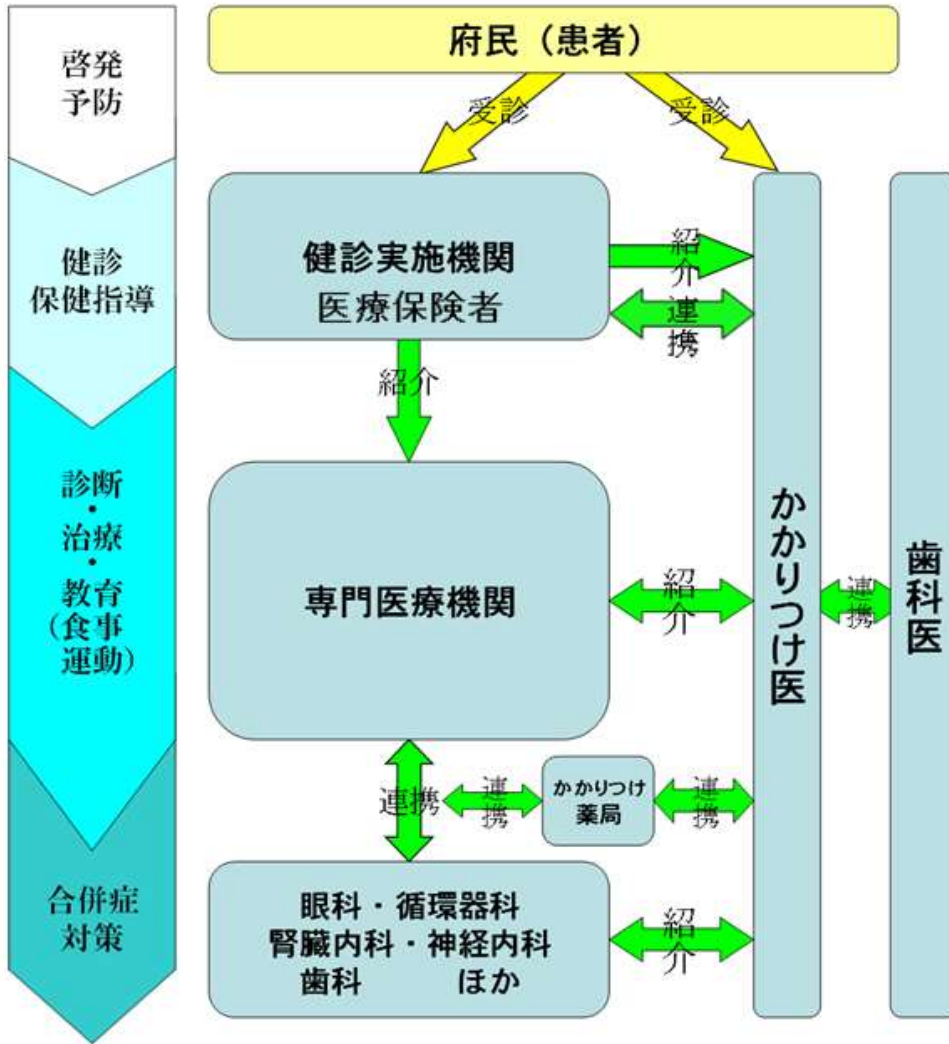 啓発
予防
健診
保健指導
診断
・
治療
・
教育
(食事
運動)
合併症
対策
府民（患者）
受診
受診
健診実施機関
医療保険者
紹介
連携
紹介
専門医療機関
紹介
かかりつけ医
連携
歯科医
連携
連携
かかりつけ
薬局
連携
眼科・循環器科
腎臓内科・神経内科
歯科　　　ほか
紹介